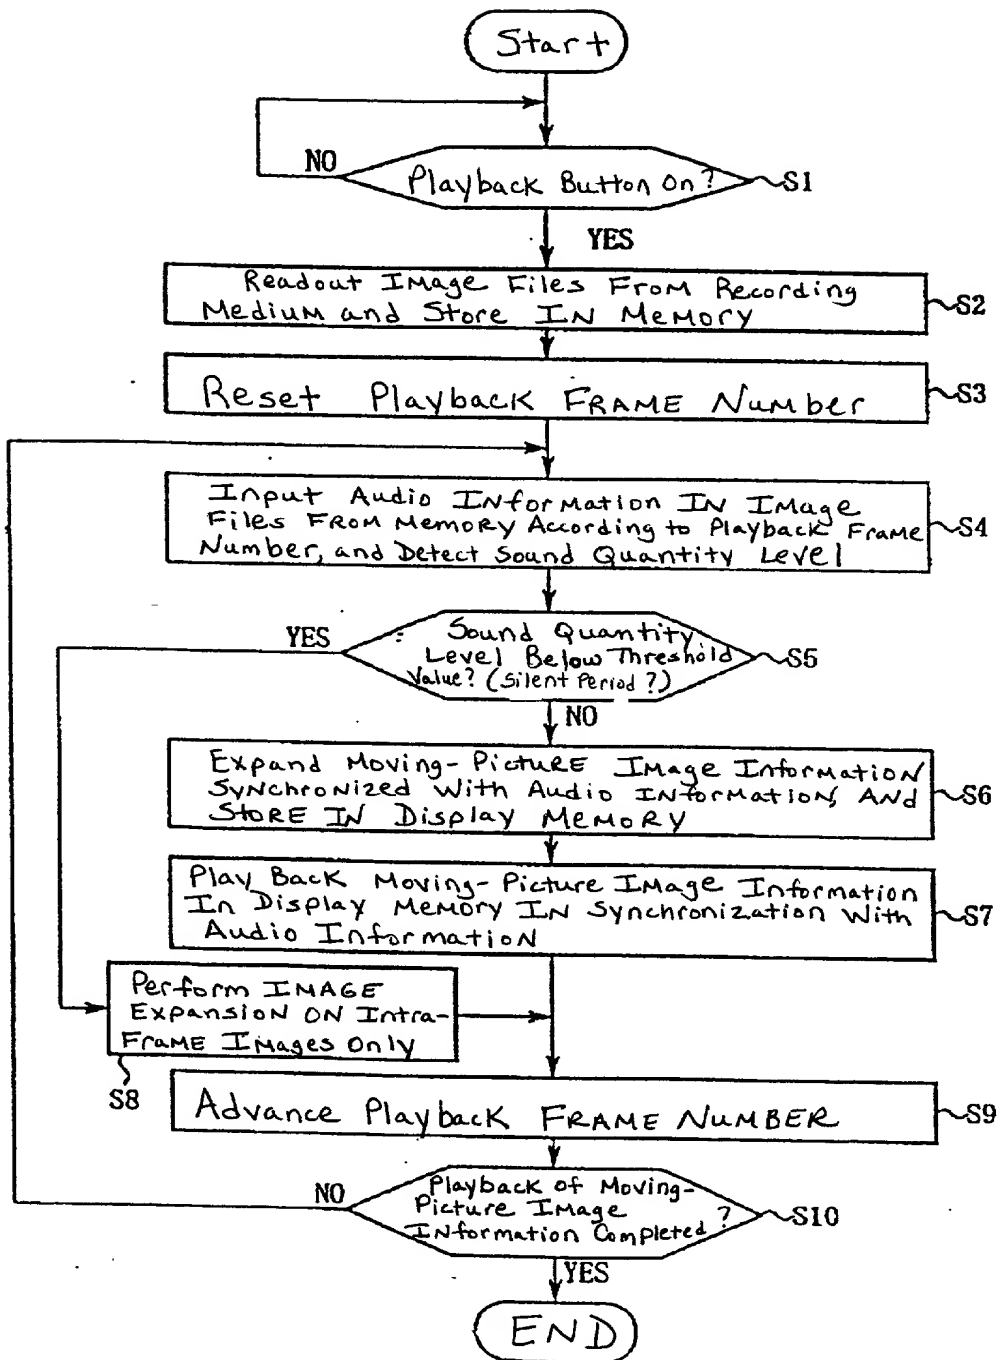 Start
NO
Playback Button On?
S1
YES
Readout Image Files From Recording
Medium and Store In Memory
S2
Reset Playback Frame Number
S3
Input Audio Information In Image
Files From Memory According to Playback Frame
Number, and Detect Sound Quantity Level
S4
YES
Sound Quantity
Level Below Threshold
Value? (Silent Period?)
S5
NO
Expand Moving-Picture Image Information
Synchronized With Audio Information, And
Store In Display Memory
S6
Play Back Moving-Picture Image Information
In Display Memory In Synchronization With
Audio Information
S7
Perform Image
Expansion On Intra-
Frame Images Only
S8
Advance Playback Frame Number
S9
NO
Playback of Moving-
Picture Image
Information Completed?
S10
YES
END